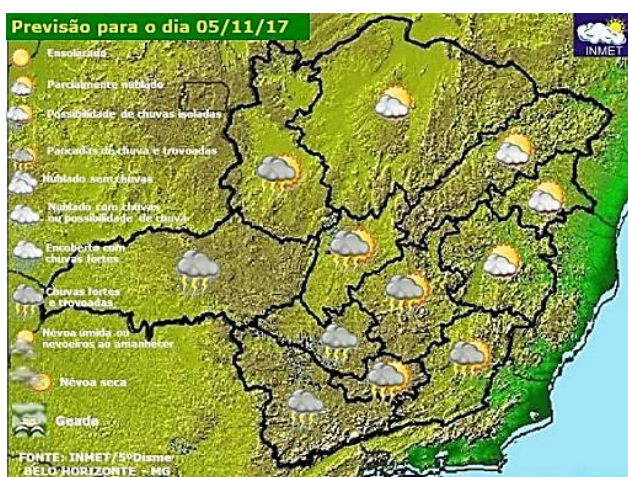 Previsão para o dia 05/11/17
INMET
Ensolarado
Parcialmente nublado
Possibilidade de chuvas isoladas
Pancadas de chuva e trovoadas
Nublado sem chuvas
Nublado com chuvas
ou possibilidade de chuva
Encoberto com
chuvas fortes
Chuvas fortes
e trovoadas
Névoa úmida ou
nevoeiros ao amanhecer
Névoa seca
Geada
FONTE: INMET/5ºDisme
BELO HORIZONTE - MG